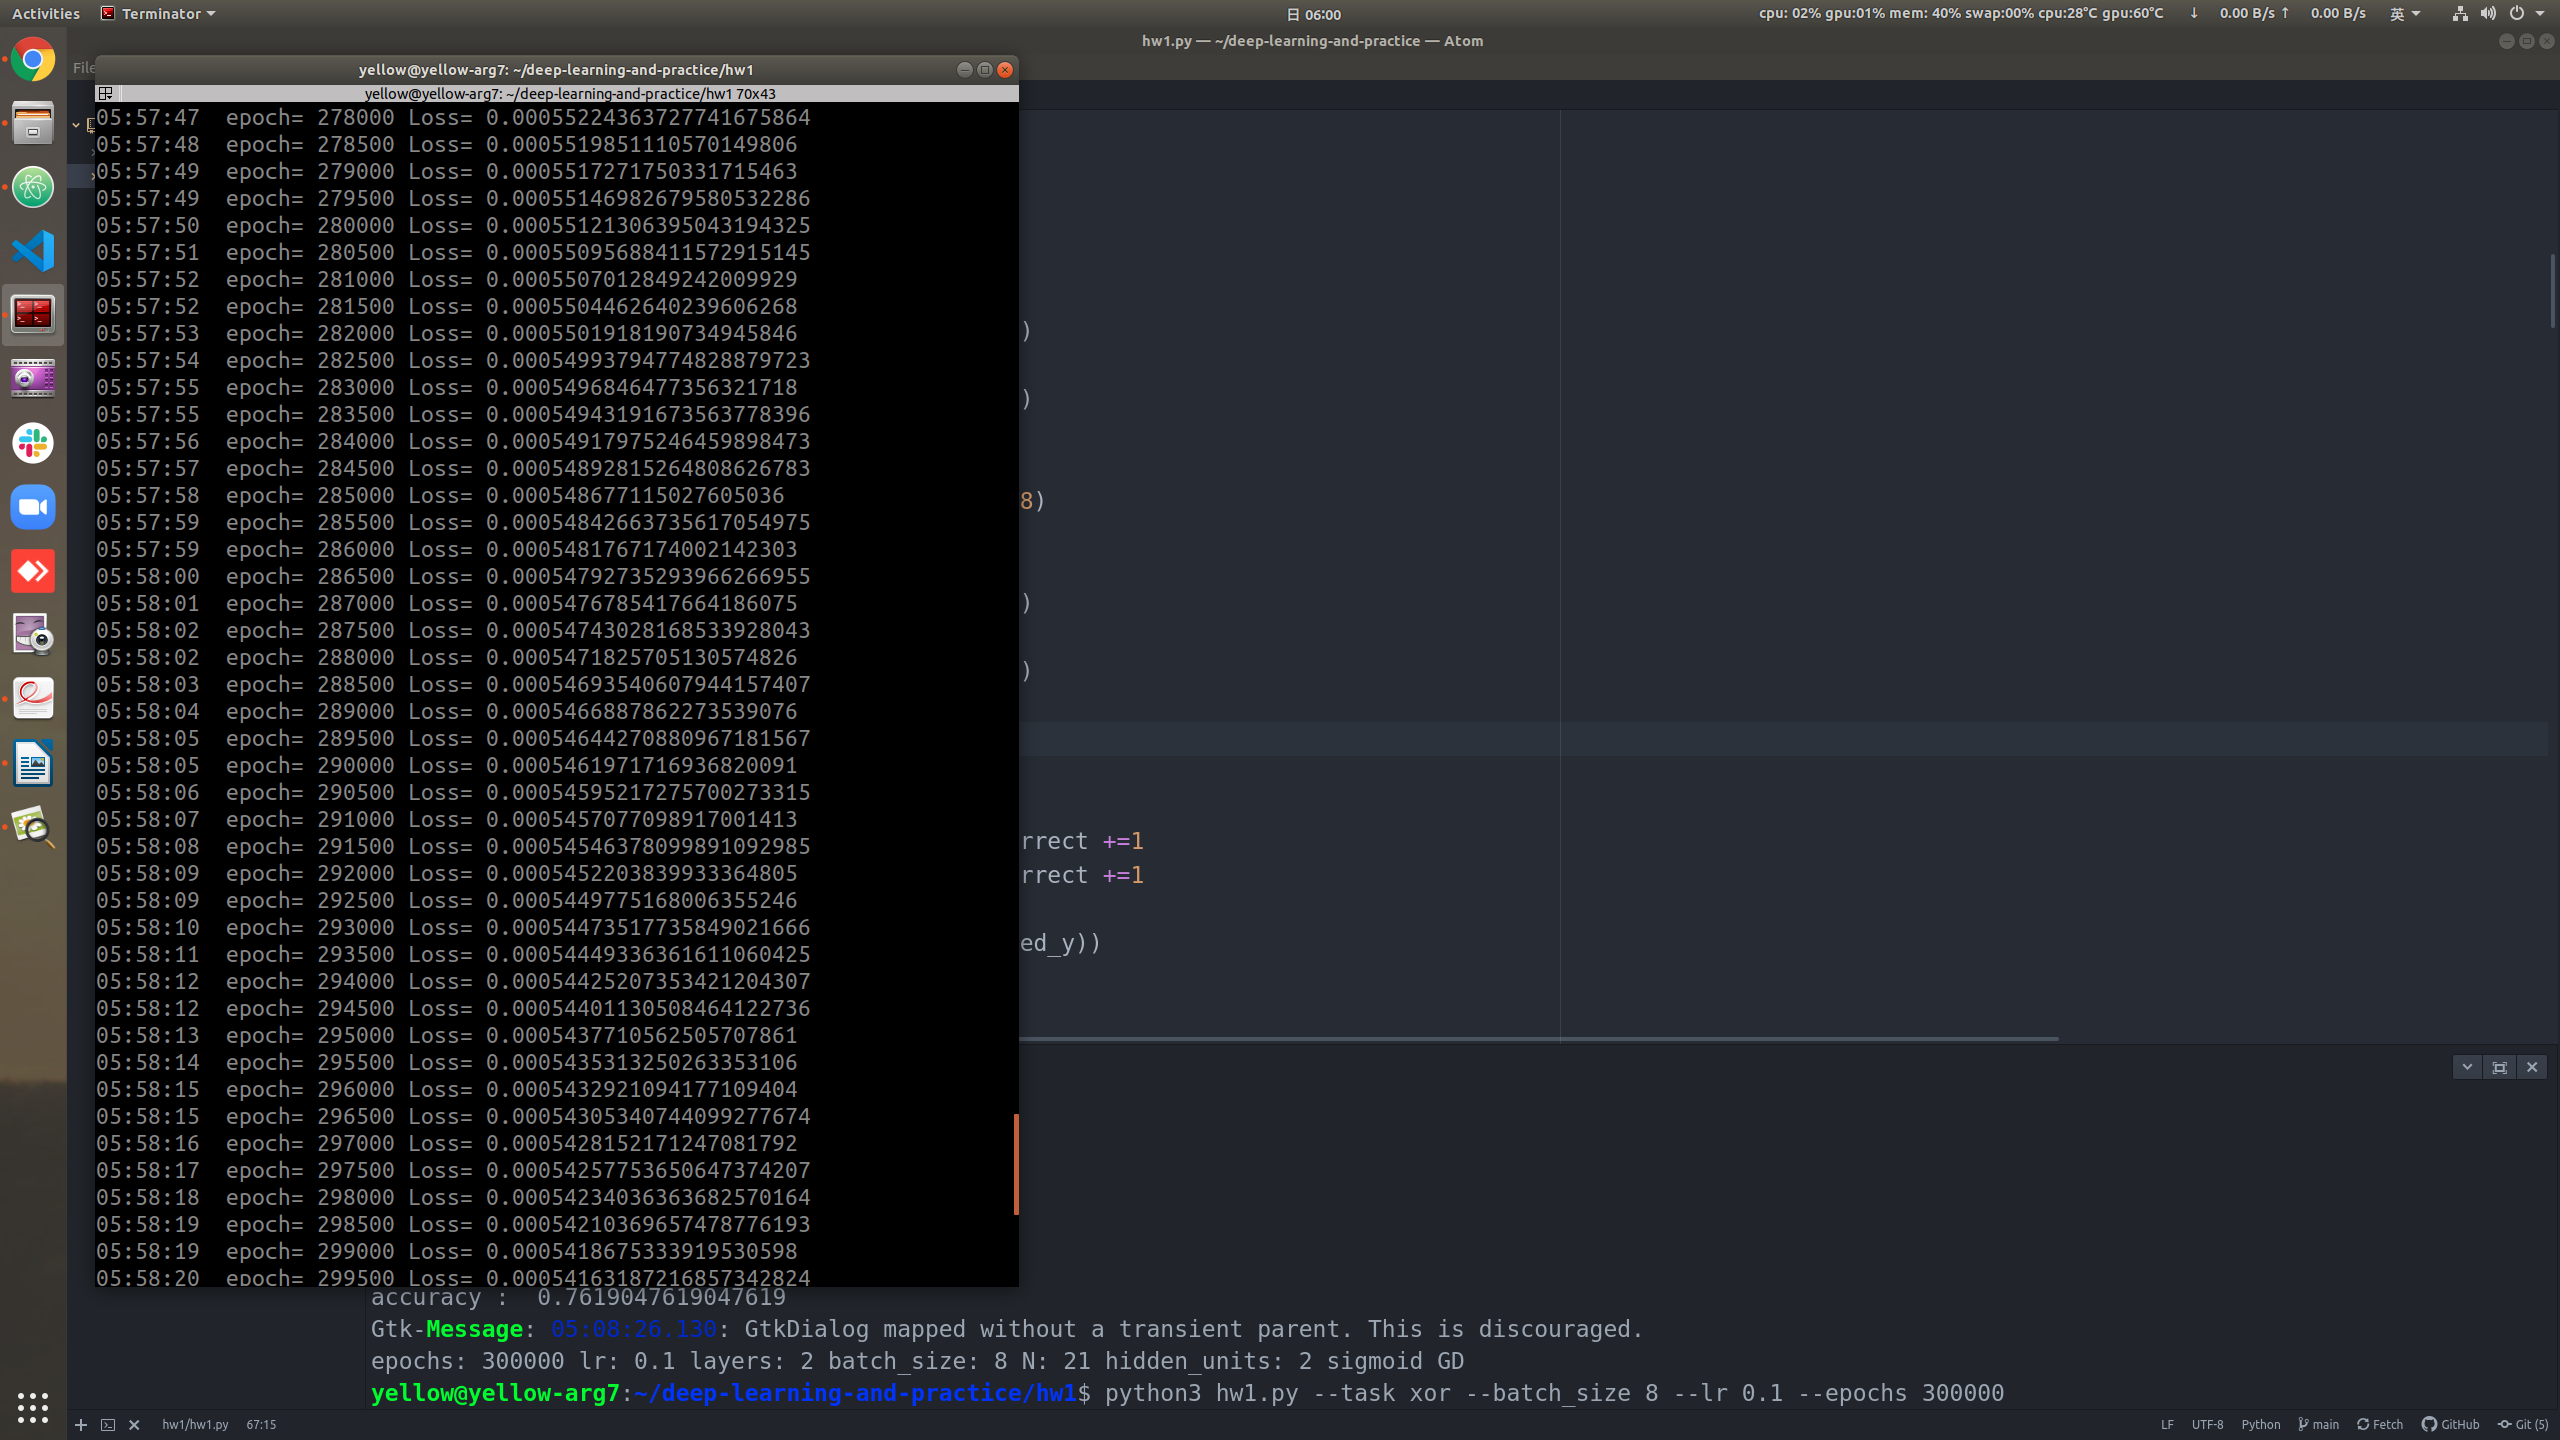 Activities Terminator 日 06:00 cpu: 02% gpu:01% mem: 40% swap:00% cpu:28°C gpu:60°C ↓ 0.00 B/s ↑ 0.00 B/s 英
hw1.py — ~/deep-learning-and-practice — Atom
File
yellow@yellow-arg7: ~/deep-learning-and-practice/hw1
yellow@yellow-arg7: ~/deep-learning-and-practice/hw1 70x43
05:57:47 epoch= 278000 Loss= 0.000552243637277416​75864
05:57:48 epoch= 278500 Loss= 0.0005519851110570149806
05:57:49 epoch= 279000 Loss= 0.0005517271750331715463
05:57:49 epoch= 279500 Loss= 0.00055146982679580532286
05:57:50 epoch= 280000 Loss= 0.00055121306395043194325
05:57:51 epoch= 280500 Loss= 0.00055095688411572915145
05:57:52 epoch= 281000 Loss= 0.0005507012849242009929
05:57:52 epoch= 281500 Loss= 0.0005504462640239606268
05:57:53 epoch= 282000 Loss= 0.0005501918190734945846
05:57:54 epoch= 282500 Loss= 0.00054993794774828879723
05:57:55 epoch= 283000 Loss= 0.0005496846477356321718
05:57:55 epoch= 283500 Loss= 0.00054943191673563778396
05:57:56 epoch= 284000 Loss= 0.00054917975246459898473
05:57:57 epoch= 284500 Loss= 0.00054892815264808626783
05:57:58 epoch= 285000 Loss= 0.000548677115027605036
05:57:59 epoch= 285500 Loss= 0.00054842663735617054975
05:57:59 epoch= 286000 Loss= 0.0005481767174002142303
05:58:00 epoch= 286500 Loss= 0.00054792735293966266955
05:58:01 epoch= 287000 Loss= 0.0005476785417664186075
05:58:02 epoch= 287500 Loss= 0.00054743028168533928043
05:58:02 epoch= 288000 Loss= 0.0005471825705130574826
05:58:03 epoch= 288500 Loss= 0.00054693540607944157407
05:58:04 epoch= 289000 Loss= 0.0005466887862273539076
05:58:05 epoch= 289500 Loss= 0.00054644270880967181567
05:58:05 epoch= 290000 Loss= 0.0005461971716936820091
05:58:06 epoch= 290500 Loss= 0.00054595217275700273315
05:58:07 epoch= 291000 Loss= 0.0005457077098917001413
05:58:08 epoch= 291500 Loss= 0.00054546378099891092985
05:58:09 epoch= 292000 Loss= 0.0005452203839933364805
05:58:09 epoch= 292500 Loss= 0.0005449775168006355246
05:58:10 epoch= 293000 Loss= 0.00054473517735849021666
05:58:11 epoch= 293500 Loss= 0.00054449336361611060425
05:58:12 epoch= 294000 Loss= 0.00054425207353421204307
05:58:12 epoch= 294500 Loss= 0.00054401130508464122736
05:58:13 epoch= 295000 Loss= 0.0005437710562505707861
05:58:14 epoch= 295500 Loss= 0.0005435313250263353106
05:58:15 epoch= 296000 Loss= 0.0005432921094177109404
05:58:15 epoch= 296500 Loss= 0.00054305340744099277674
05:58:16 epoch= 297000 Loss= 0.0005428152171247081792
05:58:17 epoch= 297500 Loss= 0.00054257753650647374207
05:58:18 epoch= 298000 Loss= 0.00054234036363682570164
05:58:19 epoch= 298500 Loss= 0.00054210369657478776193
05:58:19 epoch= 299000 Loss= 0.0005418675333919530598
05:58:20 epoch= 299500 Loss= 0.00054163187216857342824
)
)
8)
)
)
rrect +=1
rrect +=1
ed_y))
accuracy : 0.7619047619047619
Gtk-Message: 05:08:26.130: GtkDialog mapped without a transient parent. This is discouraged.
epochs: 300000 lr: 0.1 layers: 2 batch_size: 8 N: 21 hidden_units: 2 sigmoid GD
yellow@yellow-arg7:~/deep-learning-and-practice/hw1$ python3 hw1.py --task xor --batch_size 8 --lr 0.1 --epochs 300000
hw1/hw1.py 67:15 LF UTF-8 Python main Fetch GitHub Git (5)